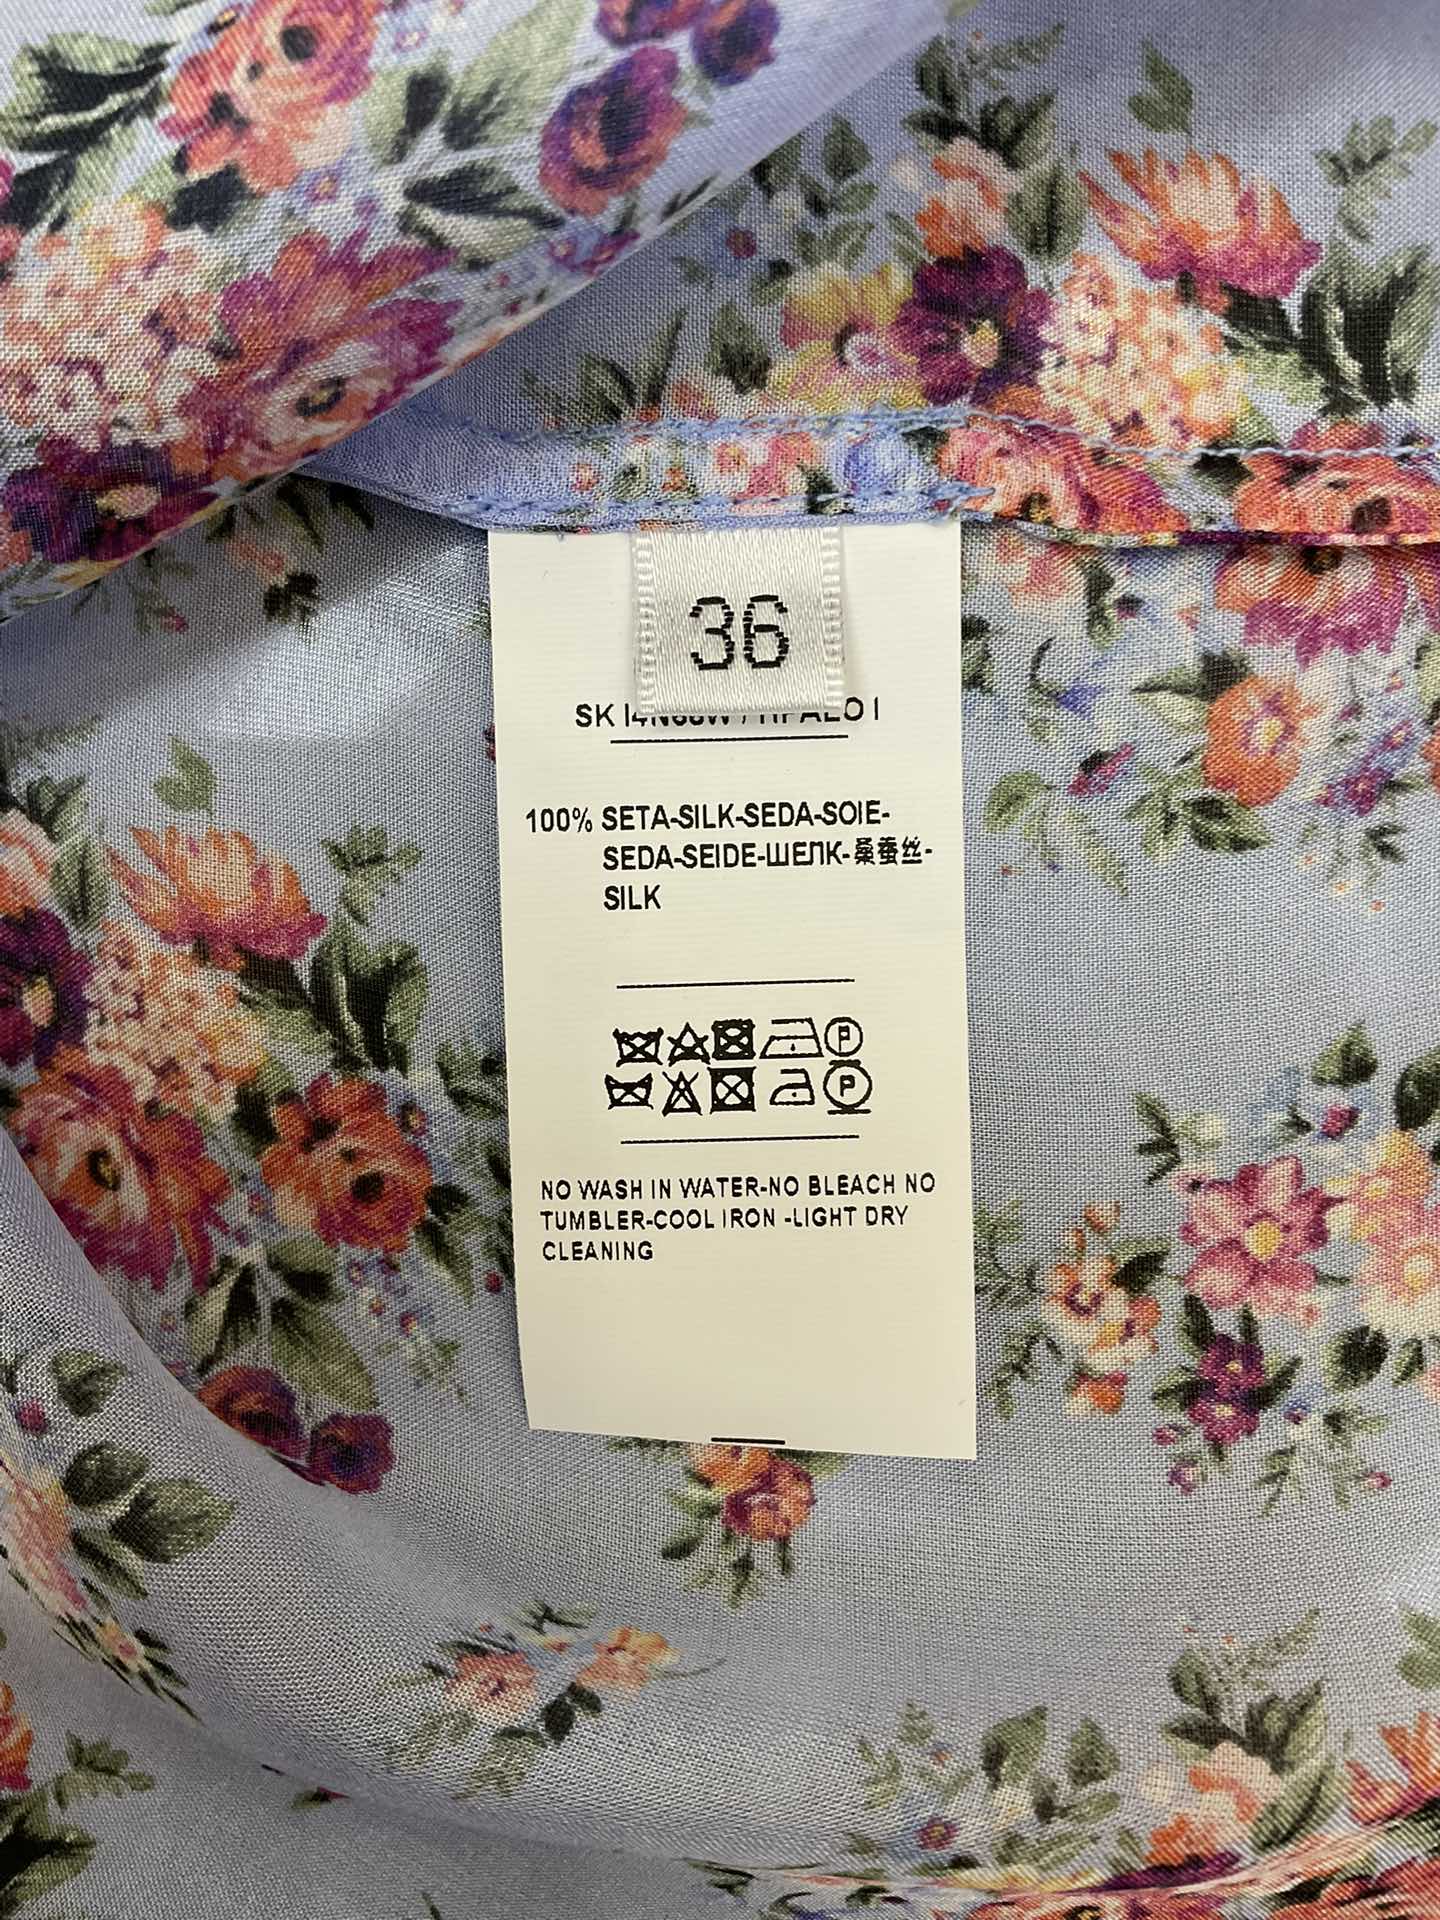 36
SK
100% SETA-SILK-SEDA-SOIE-
SEDA-SEIDE-ШЕЛК-桑蚕丝-
SILK
P
P
NO WASH IN WATER-NO BLEACH NO
TUMBLER-COOL IRON -LIGHT DRY
CLEANING